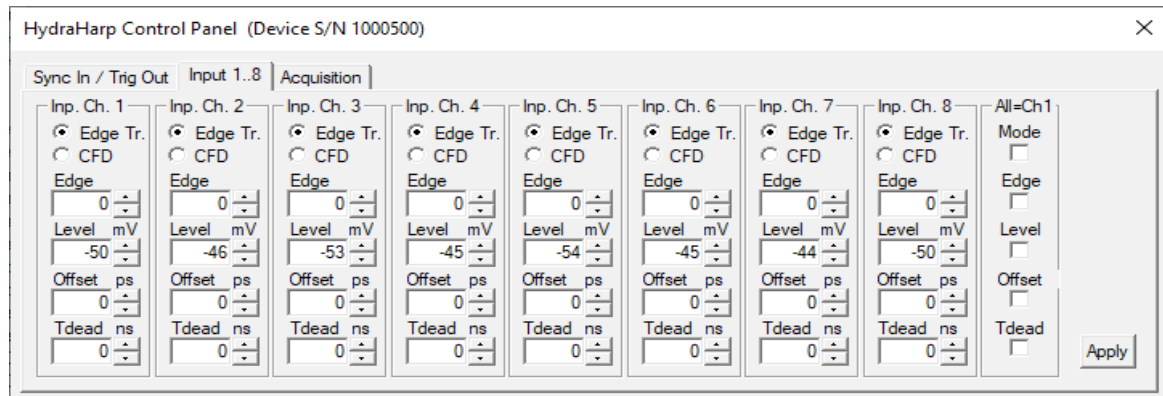 HydraHarp Control Panel (Device S/N 1000500)
Sync In / Trig Out Input 1..8 Acquisition
Inp. Ch. 1 Inp. Ch. 2 Inp. Ch. 3 Inp. Ch. 4 Inp. Ch. 5 Inp. Ch. 6 Inp. Ch. 7 Inp. Ch. 8 All=Ch1
Edge Tr. Edge Tr. Edge Tr. Edge Tr. Edge Tr. Edge Tr. Edge Tr. Edge Tr. Mode
CFD CFD CFD CFD CFD CFD CFD CFD
Edge Edge Edge Edge Edge Edge Edge Edge Edge
0 0 0 0 0 0 0 0
Level mV Level mV Level mV Level mV Level mV Level mV Level mV Level mV Level
-50 -46 -53 -45 -54 -45 -44 -50
Offset ps Offset ps Offset ps Offset ps Offset ps Offset ps Offset ps Offset ps Offset
0 0 0 0 0 0 0 0
Tdead ns Tdead ns Tdead ns Tdead ns Tdead ns Tdead ns Tdead ns Tdead ns Tdead
0 0 0 0 0 0 0 0 Apply